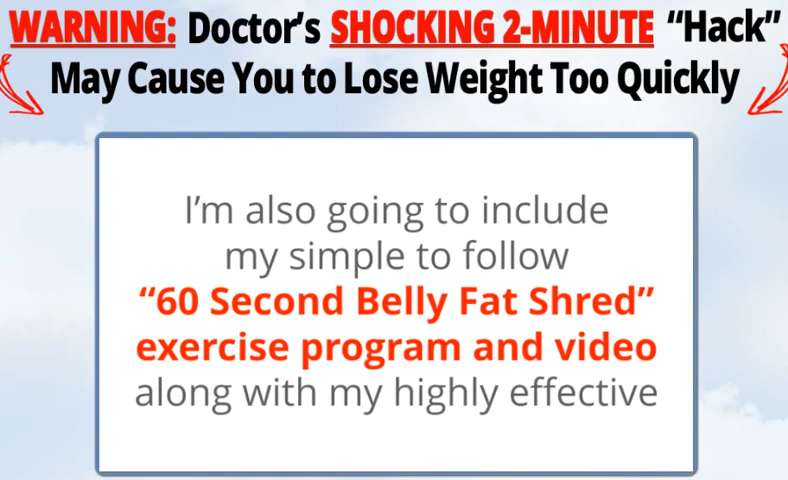 WARNING: Doctor's SHOCKING 2-MINUTE “Hack”
May Cause You to Lose Weight Too Quickly
I'm also going to include
my simple to follow
“60 Second Belly Fat Shred”
exercise program and video
along with my highly effective